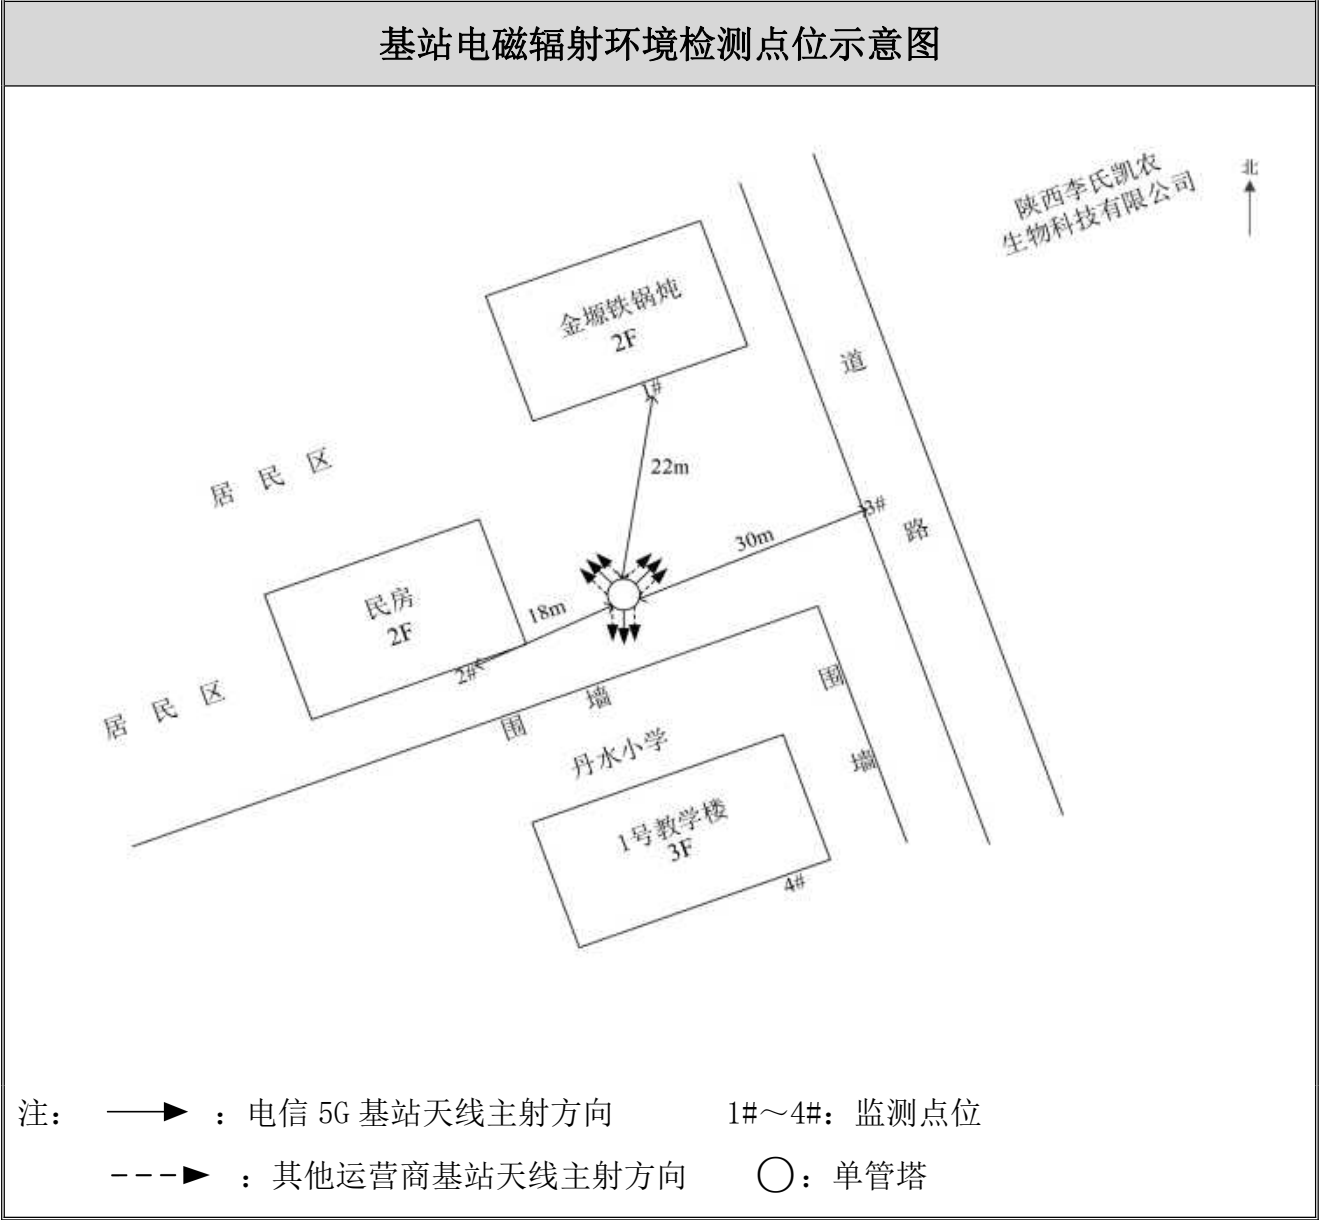 基站电磁辐射环境检测点位示意图
陕西李氏凯农
生物科技有限公司
北
金塬铁锅炖
2F
道
1#
居民区
22m
3#
路
30m
民房
2F
18m
2#
居民区
围墙
围墙
丹水小学
1号教学楼
3F
4#
注： ：电信 5G 基站天线主射方向 1#～4#：监测点位
：其他运营商基站天线主射方向 ：单管塔